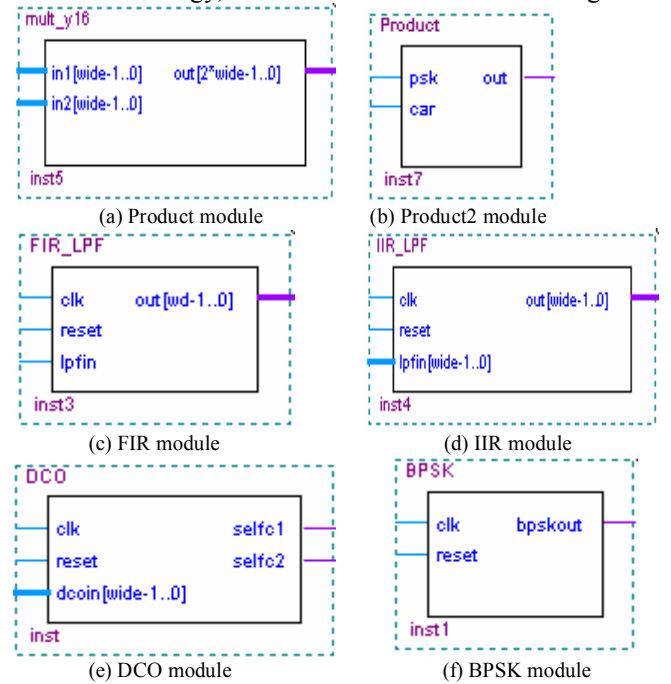 mult_y16
in1[wide-1..0] out[2*wide-1..0]
in2[wide-1..0]
inst5
(a) Product module
Product
psk out
car
inst7
(b) Product2 module
FIR_LPF
clk out[wd-1..0]
reset
lpfin
inst3
(c) FIR module
IIR_LPF
clk out[wide-1..0]
reset
lpfin[wide-1..0]
inst4
(d) IIR module
DCO
clk selfc1
reset selfc2
dcoin[wide-1..0]
inst
(e) DCO module
BPSK
clk bpskout
reset
inst1
(f) BPSK module